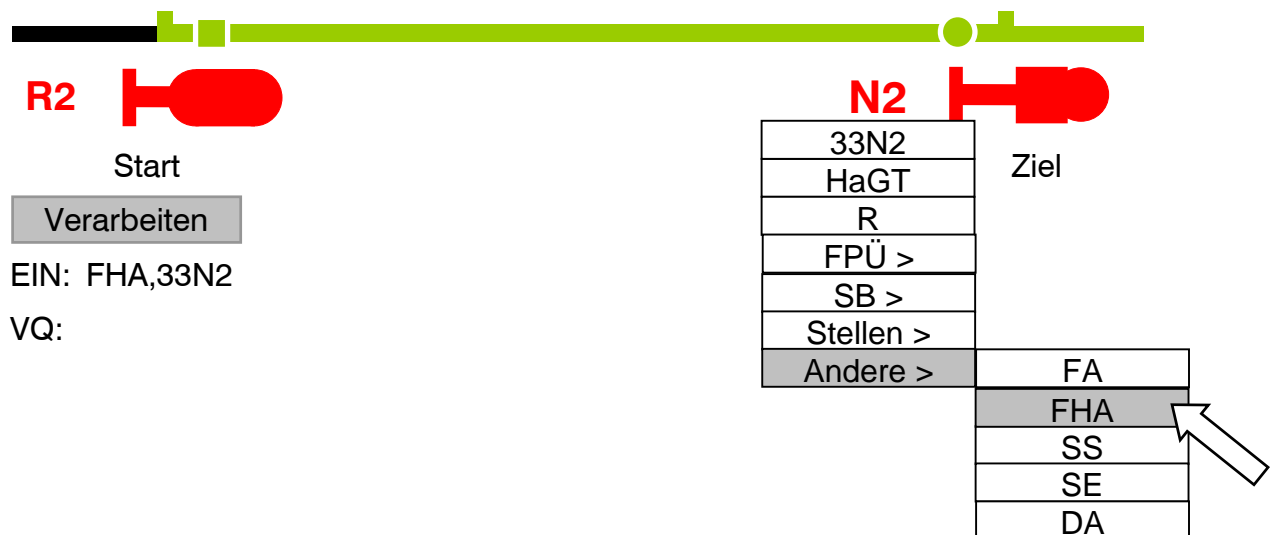 R2
N2
Start
Ziel
Verarbeiten
EIN: FHA,33N2
VQ:
33N2
HaGT
R
FPÜ >
SB >
Stellen >
Andere >
FA
FHA
SS
SE
DA